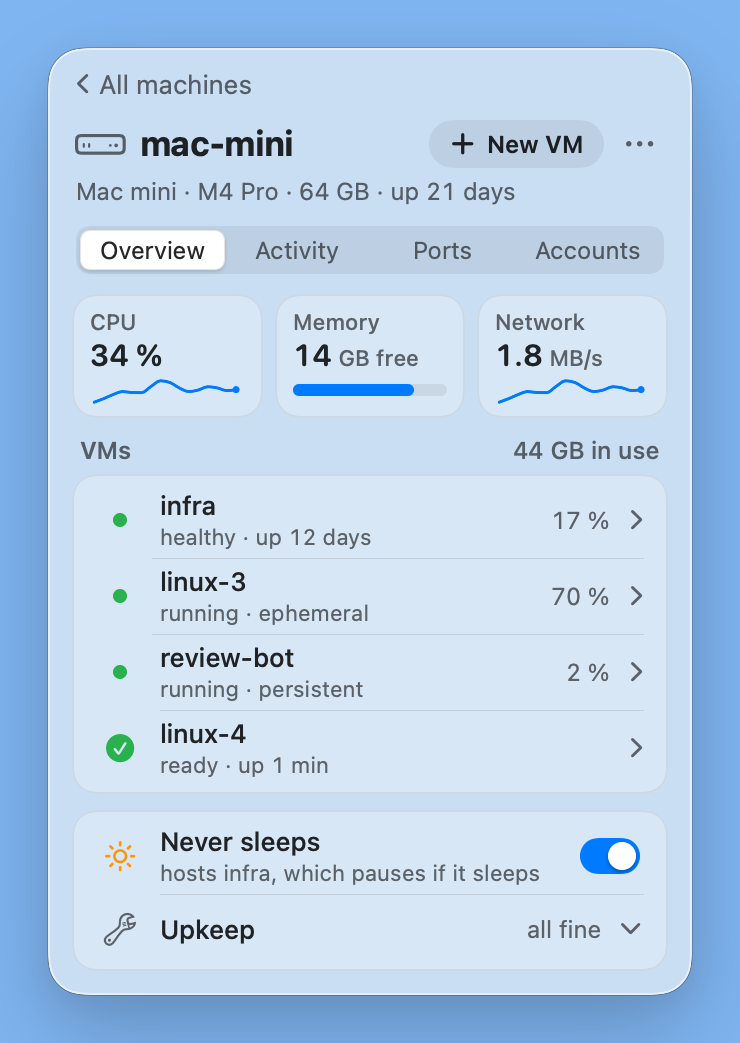 All machines
mac-mini
New VM
Mac mini · M4 Pro · 64 GB · up 21 days
Overview Activity Ports Accounts
CPU Memory Network
34 % 14 GB free 1.8 MB/s
VMs 44 GB in use
infra
healthy · up 12 days
17 %
linux-3
running · ephemeral
70 %
review-bot
running · persistent
2 %
linux-4
ready · up 1 min
Never sleeps
hosts infra, which pauses if it sleeps
Upkeep all fine